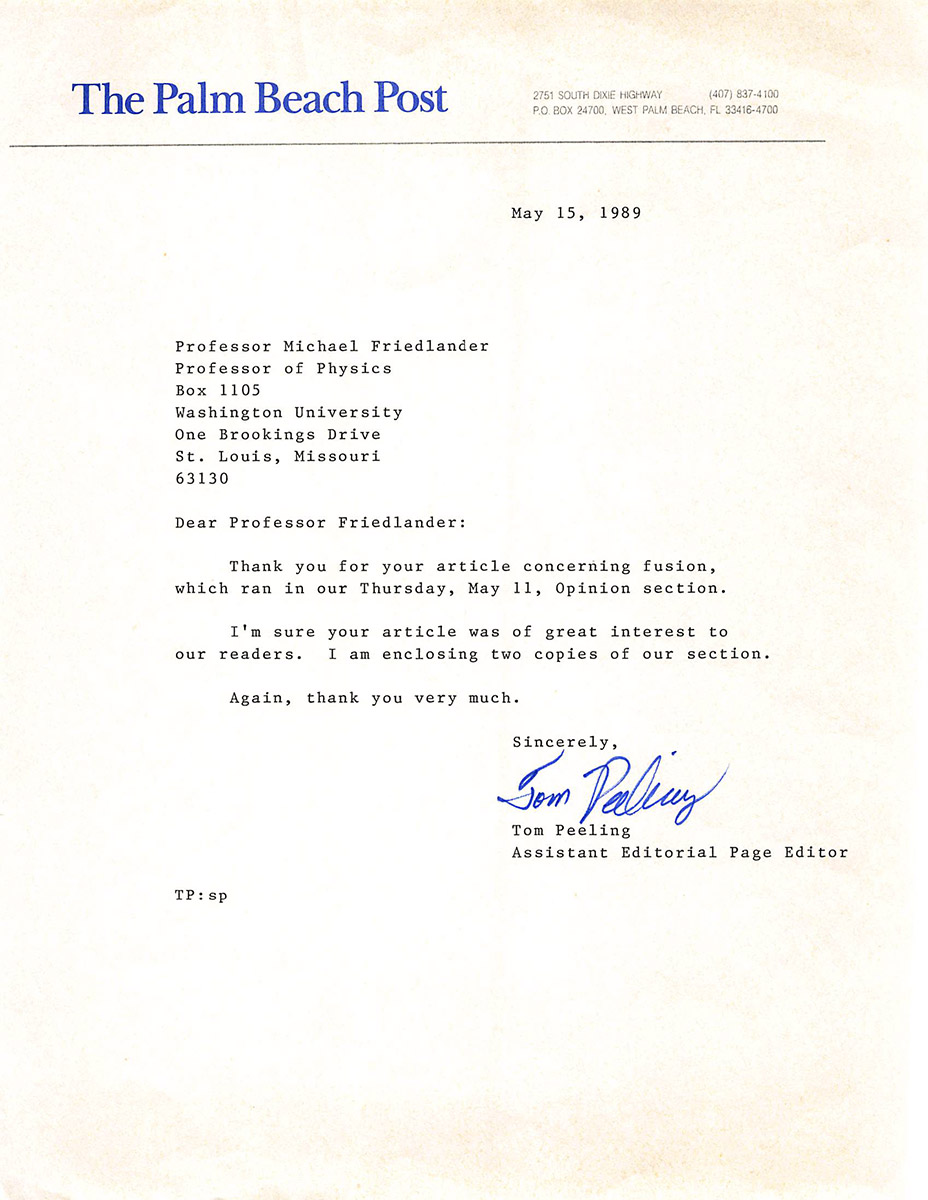 The Palm Beach Post
2751 SOUTH DIXIE HIGHWAY (407) 837-4100
P.O. BOX 24700, WEST PALM BEACH, FL 33416-4700
May 15, 1989
Professor Michael Friedlander
Professor of Physics
Box 1105
Washington University
One Brookings Drive
St. Louis, Missouri
63130
Dear Professor Friedlander:
Thank you for your article concerning fusion,
which ran in our Thursday, May 11, Opinion section.
I'm sure your article was of great interest to
our readers. I am enclosing two copies of our section.
Again, thank you very much.
Sincerely,
Tom Peeling
Tom Peeling
Assistant Editorial Page Editor
TP:sp